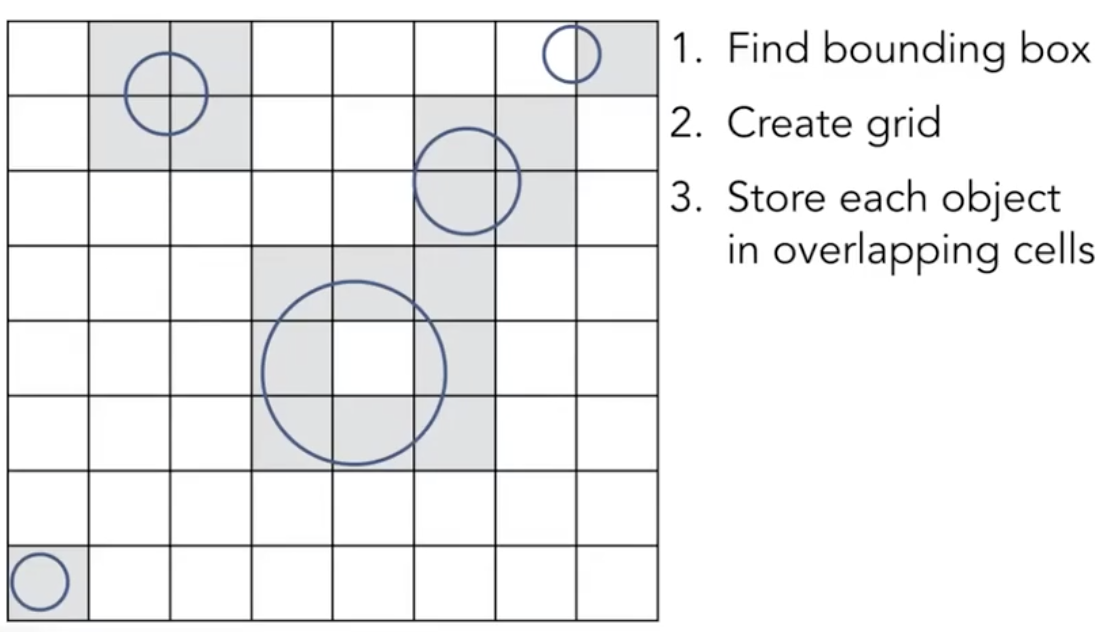 1. Find bounding box
2. Create grid
3. Store each object
in overlapping cells